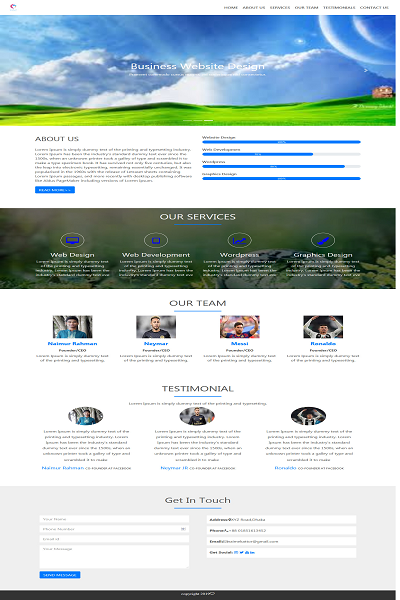 HOME ABOUT US SERVICES OUR TEAM TESTIMONIALS CONTACT US
Business Website Design
ABOUT US
Lorem Ipsum is simply dummy text of the printing and typesetting industry.
Lorem Ipsum has been the industry's standard dummy text ever since the
1500s, when an unknown printer took a galley of type and scrambled it to
make a type specimen book. It has survived not only five centuries, but also
the leap into electronic typesetting, remaining essentially unchanged. It was
popularised in the 1960s with the release of Letraset sheets containing
Lorem Ipsum passages, and more recently with desktop publishing software
like Aldus PageMaker including versions of Lorem Ipsum.
READ MORE>>
Website Design
Web Development
Wordpress
Graphics Design
OUR SERVICES
Web Design
Lorem Ipsum is simply dummy text
of the printing and typesetting
industry. Lorem Ipsum has been the
industry's standard dummy text ever
Web Development
Lorem Ipsum is simply dummy text
of the printing and typesetting
industry. Lorem Ipsum has been the
industry's standard dummy text ever
Wordpress
Lorem Ipsum is simply dummy text
of the printing and typesetting
industry. Lorem Ipsum has been the
industry's standard dummy text ever
Graphics Design
Lorem Ipsum is simply dummy text
of the printing and typesetting
industry. Lorem Ipsum has been the
industry's standard dummy text ever
OUR TEAM
Naimur Rahman
Founder/CEO
Lorem Ipsum is simply dummy text
of the printing and typesetting.
Neymar
Founder/CEO
Lorem Ipsum is simply dummy text
of the printing and typesetting.
Messi
Founder/CEO
Lorem Ipsum is simply dummy text
of the printing and typesetting.
Ronaldo
Founder/CEO
Lorem Ipsum is simply dummy text
of the printing and typesetting.
TESTIMONIAL
Lorem Ipsum is simply dummy text of the printing and typesetting industry.
Lorem Ipsum is simply dummy text of the
printing and typesetting industry. Lorem
Ipsum has been the industry's standard
dummy text ever since the 1500s, when an
unknown printer took a galley of type and
scrambled it to make
Naimur Rahman CO-FOUNDER AT FACEBOOK
Lorem Ipsum is simply dummy text of the
printing and typesetting industry. Lorem
Ipsum has been the industry's standard
dummy text ever since the 1500s, when an
unknown printer took a galley of type and
scrambled it to make
Neymar JR CO-FOUNDER AT FACEBOOK
Lorem Ipsum is simply dummy text of the
printing and typesetting industry. Lorem
Ipsum has been the industry's standard
dummy text ever since the 1500s, when an
unknown printer took a galley of type and
scrambled it to make
Ronaldo CO-FOUNDER AT FACEBOOK
Get In Touch
Your Name
Phone Number
Email id
Your Message
SEND MESSAGE
Address:
Phone:
Email:
Get Social:
copyright 2019©